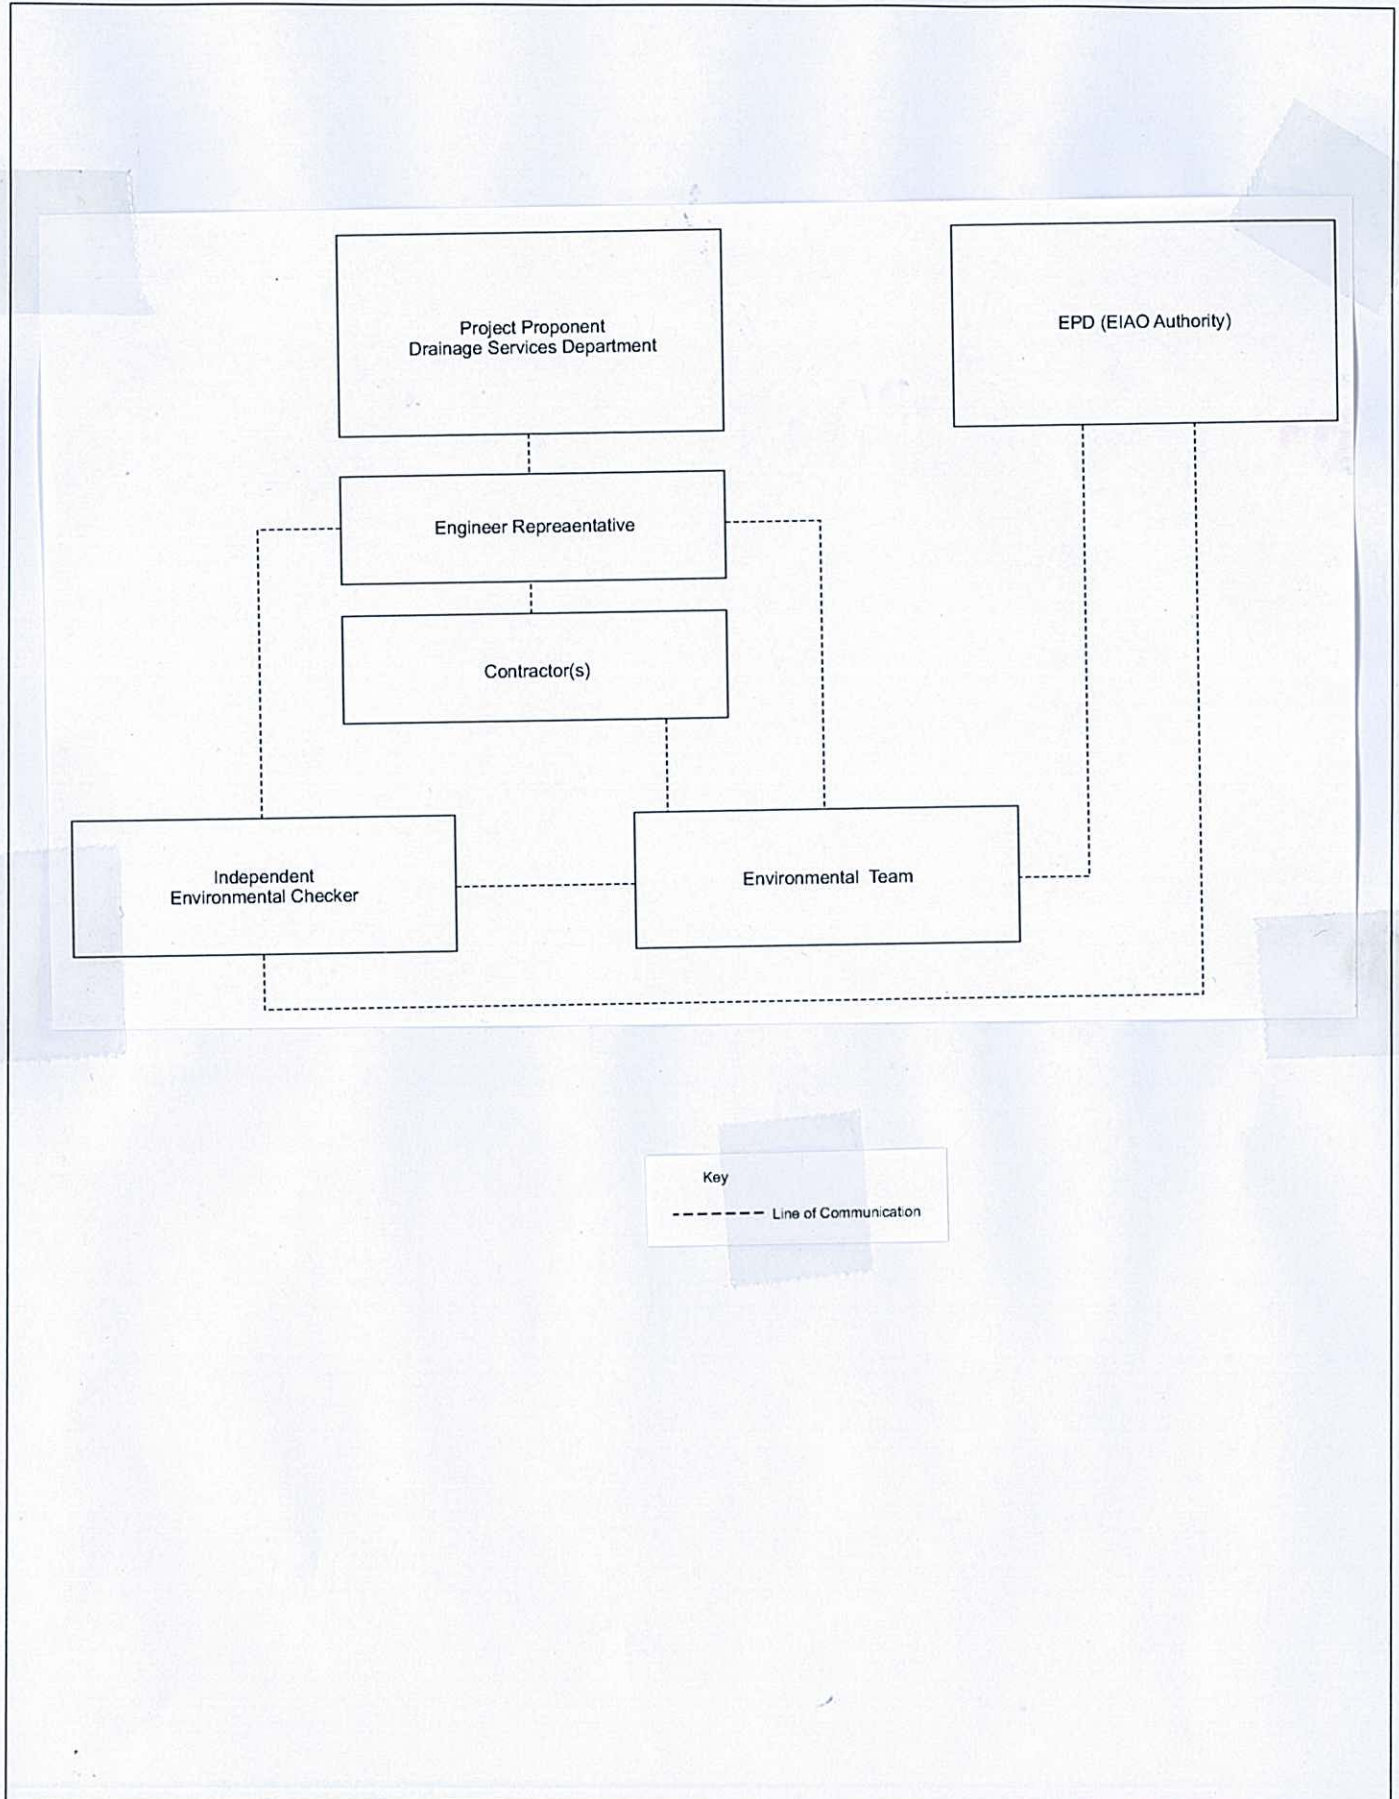 Project Proponent
Drainage Services Department
EPD (EIAO Authority)
Engineer Repreaentative
Contractor(s)
Independent
Environmental Checker
Environmental Team
Key
Line of Communication